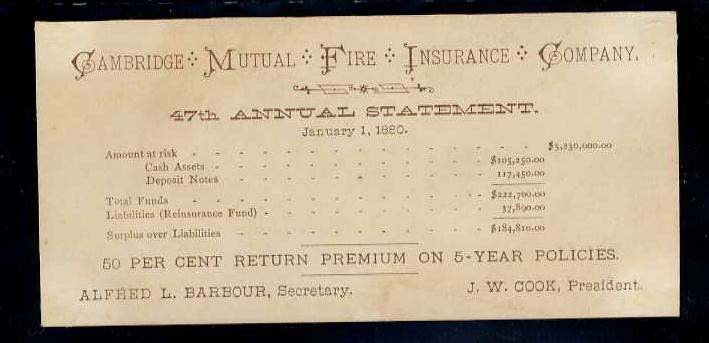 CAMBRIDGE MUTUAL FIRE INSURANCE COMPANY.
47th ANNUAL STATEMENT.
January 1, 1880.
Amount at risk - - - - - - - - - - - - - - $5,230,000.00
Cash Assets - - - - - - - - - - - - $105,250.00
Deposit Notes - - - - - - - - - - - 117,450.00
Total Funds - - - - - - - - - - - - - $222,700.00
Liabilities (Reinsurance Fund) - - - - - - - - - - 37,890.00
Surplus over Liabilities - - - - - - - - - - - $184,810.00
50 PER CENT RETURN PREMIUM ON 5-YEAR POLICIES.
ALFRED L. BARBOUR, Secretary. J. W. COOK, President.